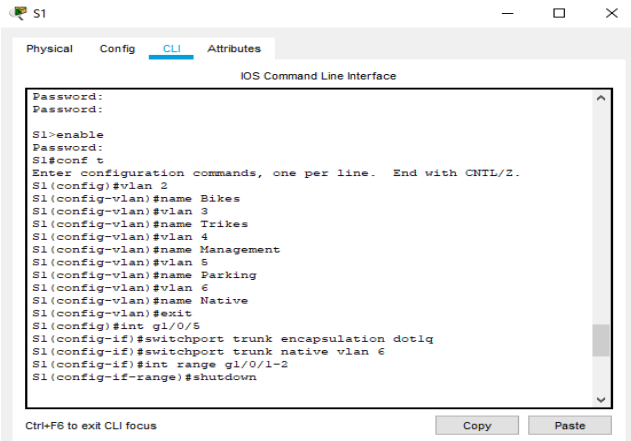 S1
Physical Config CLI Attributes
IOS Command Line Interface
Password:
Password:
S1>enable
Password:
S1#conf t
Enter configuration commands, one per line. End with CNTL/Z.
S1(config)#vlan 2
S1(config-vlan)#name Bikes
S1(config-vlan)#vlan 3
S1(config-vlan)#name Trikes
S1(config-vlan)#vlan 4
S1(config-vlan)#name Management
S1(config-vlan)#vlan 5
S1(config-vlan)#name Parking
S1(config-vlan)#vlan 6
S1(config-vlan)#name Native
S1(config-vlan)#exit
S1(config)#int g1/0/5
S1(config-if)#switchport trunk encapsulation dot1q
S1(config-if)#switchport trunk native vlan 6
S1(config-if)#int range g1/0/1-2
S1(config-if-range)#shutdown
Ctrl+F6 to exit CLI focus Copy Paste